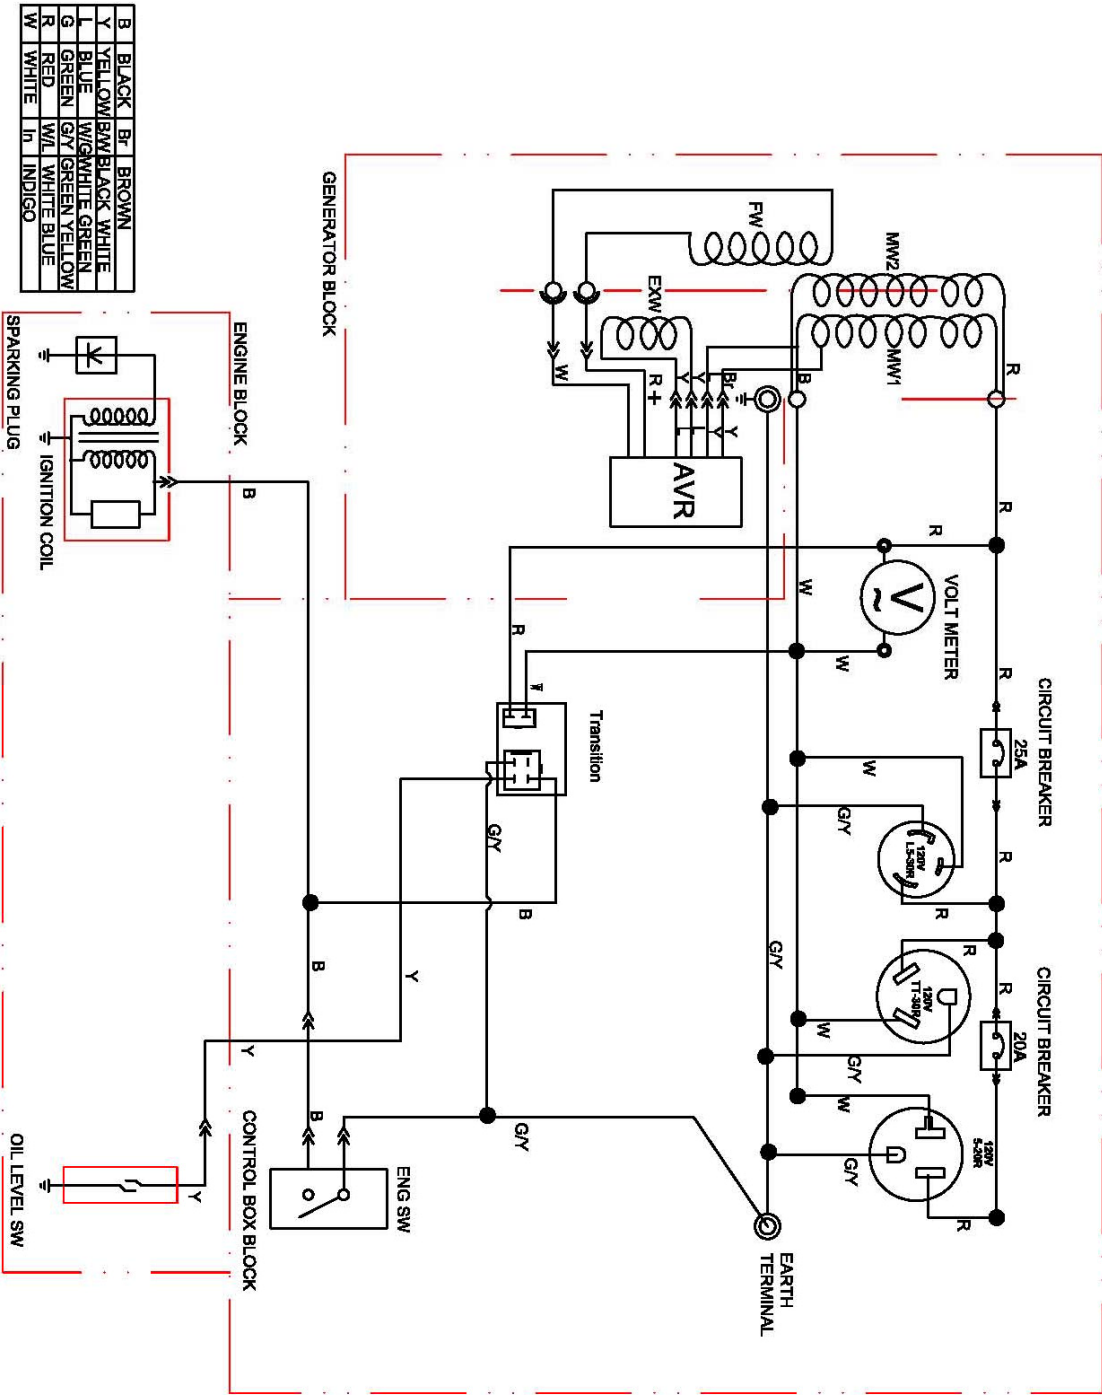 CIRCUIT BREAKER
25A
CIRCUIT BREAKER
20A
R
R
R
R
R
120V
5-20R
R
R
R
VOLT METER
R
V
~
120V
L5-30R
120V
TT-30R
MW2
MW1
W
W
G/Y
G/Y
W
W
G/Y
G/Y
B
W
EARTH
TERMINAL
FW
EXW
Br
Y
L
Y
L
Y
L
R
+
W
AVR
Transition
R
W
G/Y
B
G/Y
Y
ENG SW
GENERATOR BLOCK
B
B
ENGINE BLOCK
B
Y
CONTROL BOX BLOCK
Y
SPARKING PLUG
IGNITION COIL
OIL LEVEL SW
B BLACK Br BROWN
Y YELLOW B/W BLACK WHITE
L BLUE W/G WHITE GREEN
G GREEN G/Y GREEN YELLOW
R RED W/L WHITE BLUE
W WHITE In INDIGO